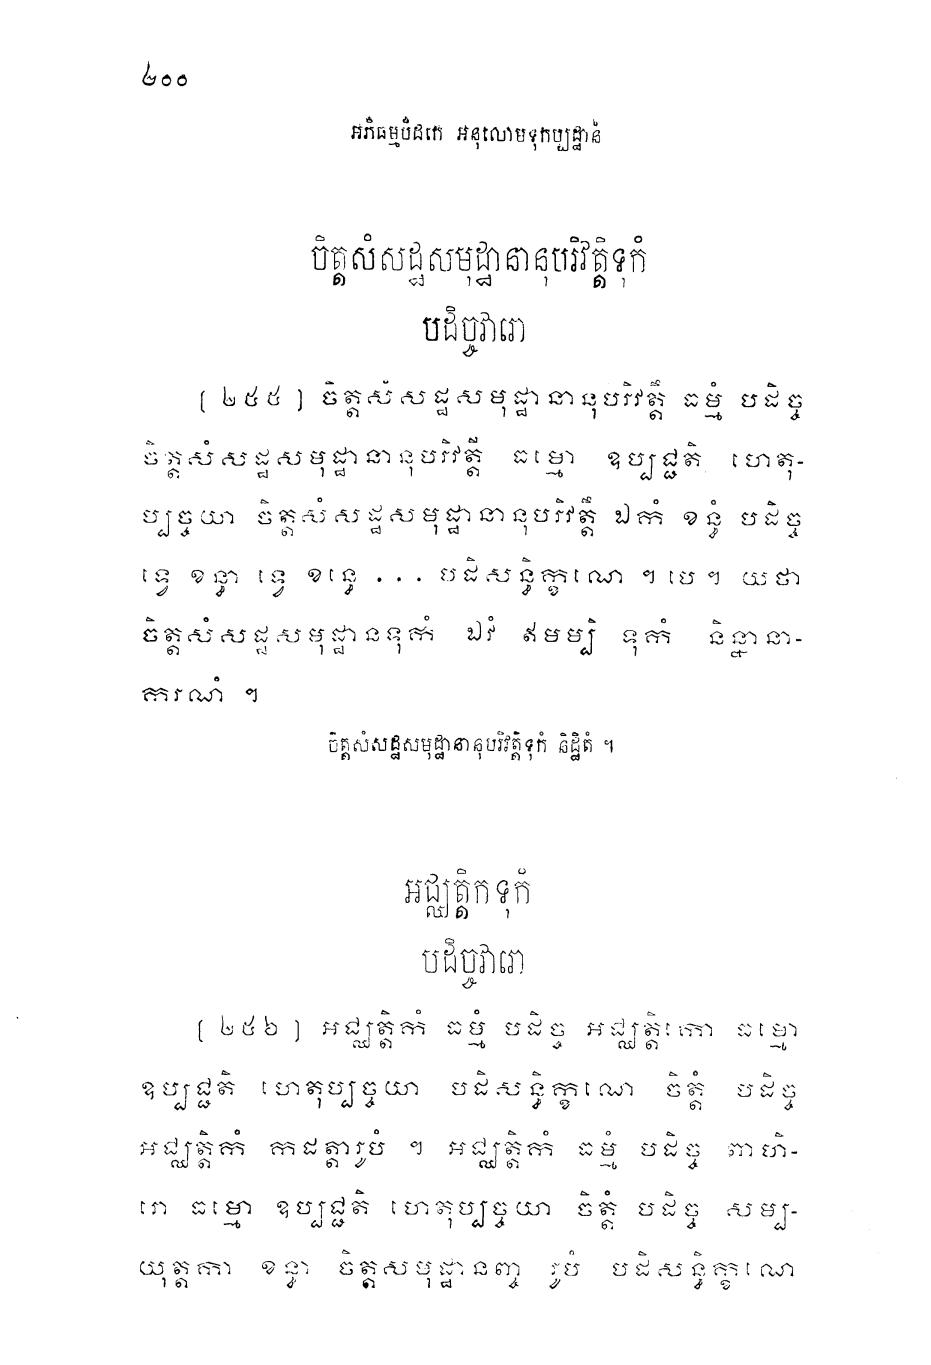 ៤០០
អភិធម្មបិដកេ អនុលោមទុកប្បដ្ឋានំ
ចិត្តសំសដ្ឋសមុដ្ឋានានុបរិវត្តិទុកំ
បដិច្ចវារោ
[ ២៥៥ ] ចិត្តសំសដ្ឋសមុដ្ឋានានុបរិវត្តឹ ធម្មំ បដិច្ច
ចិត្តសំសដ្ឋសមុដ្ឋានានុបរិវត្តី ធម្មោ ឧប្បជ្ជតិ ហេតុ-
ប្បច្ចយា ចិត្តសំសដ្ឋសមុដ្ឋានានុបរិវត្តឹ ឯកំ ខន្ធំ បដិច្ច
ទ្វេ ខន្ធា ទ្វេ ខន្ធេ ... បដិសន្ធិក្ខណេ ។ បេ ។ យថា
ចិត្តសំសដ្ឋសមុដ្ឋានទុកំ ឯវំ ឥមម្បិ ទុកំ និន្នានា-
ករណំ ។
ចិត្តសំសដ្ឋសមុដ្ឋានានុបរិវត្តិទុកំ និដ្ឋិតំ ។
អជ្ឈត្តិកទុកំ
បដិច្ចវារោ
[ ២៥៦ ] អជ្ឈត្តិកំ ធម្មំ បដិច្ច អជ្ឈត្តិកោ ធម្មោ
ឧប្បជ្ជតិ ហេតុប្បច្ចយា បដិសន្ធិក្ខណេ ចិត្តំ បដិច្ច
អជ្ឈត្តិកំ កដត្តារូបំ ។ អជ្ឈត្តិកំ ធម្មំ បដិច្ច ពាហិ-
រោ ធម្មោ ឧប្បជ្ជតិ ហេតុប្បច្ចយា ចិត្តំ បដិច្ច សម្ប-
យុត្តកា ខន្ធា ចិត្តសមុដ្ឋានញ្ច រូបំ បដិសន្ធិក្ខណេ